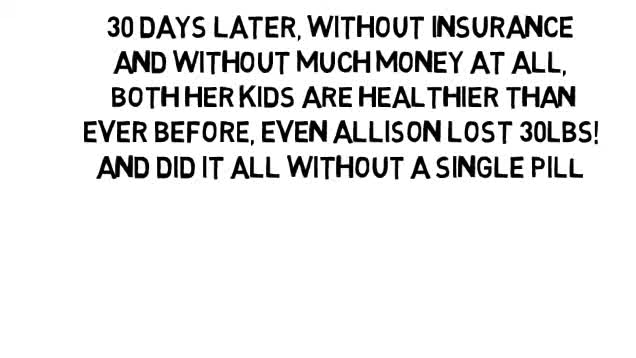 30 DAYS LATER, WITHOUT INSURANCE
AND WITHOUT MUCH MONEY AT ALL,
BOTH HER KIDS ARE HEALTHIER THAN
EVER BEFORE, EVEN ALLISON LOST 30LBS!
AND DID IT ALL WITHOUT A SINGLE PILL